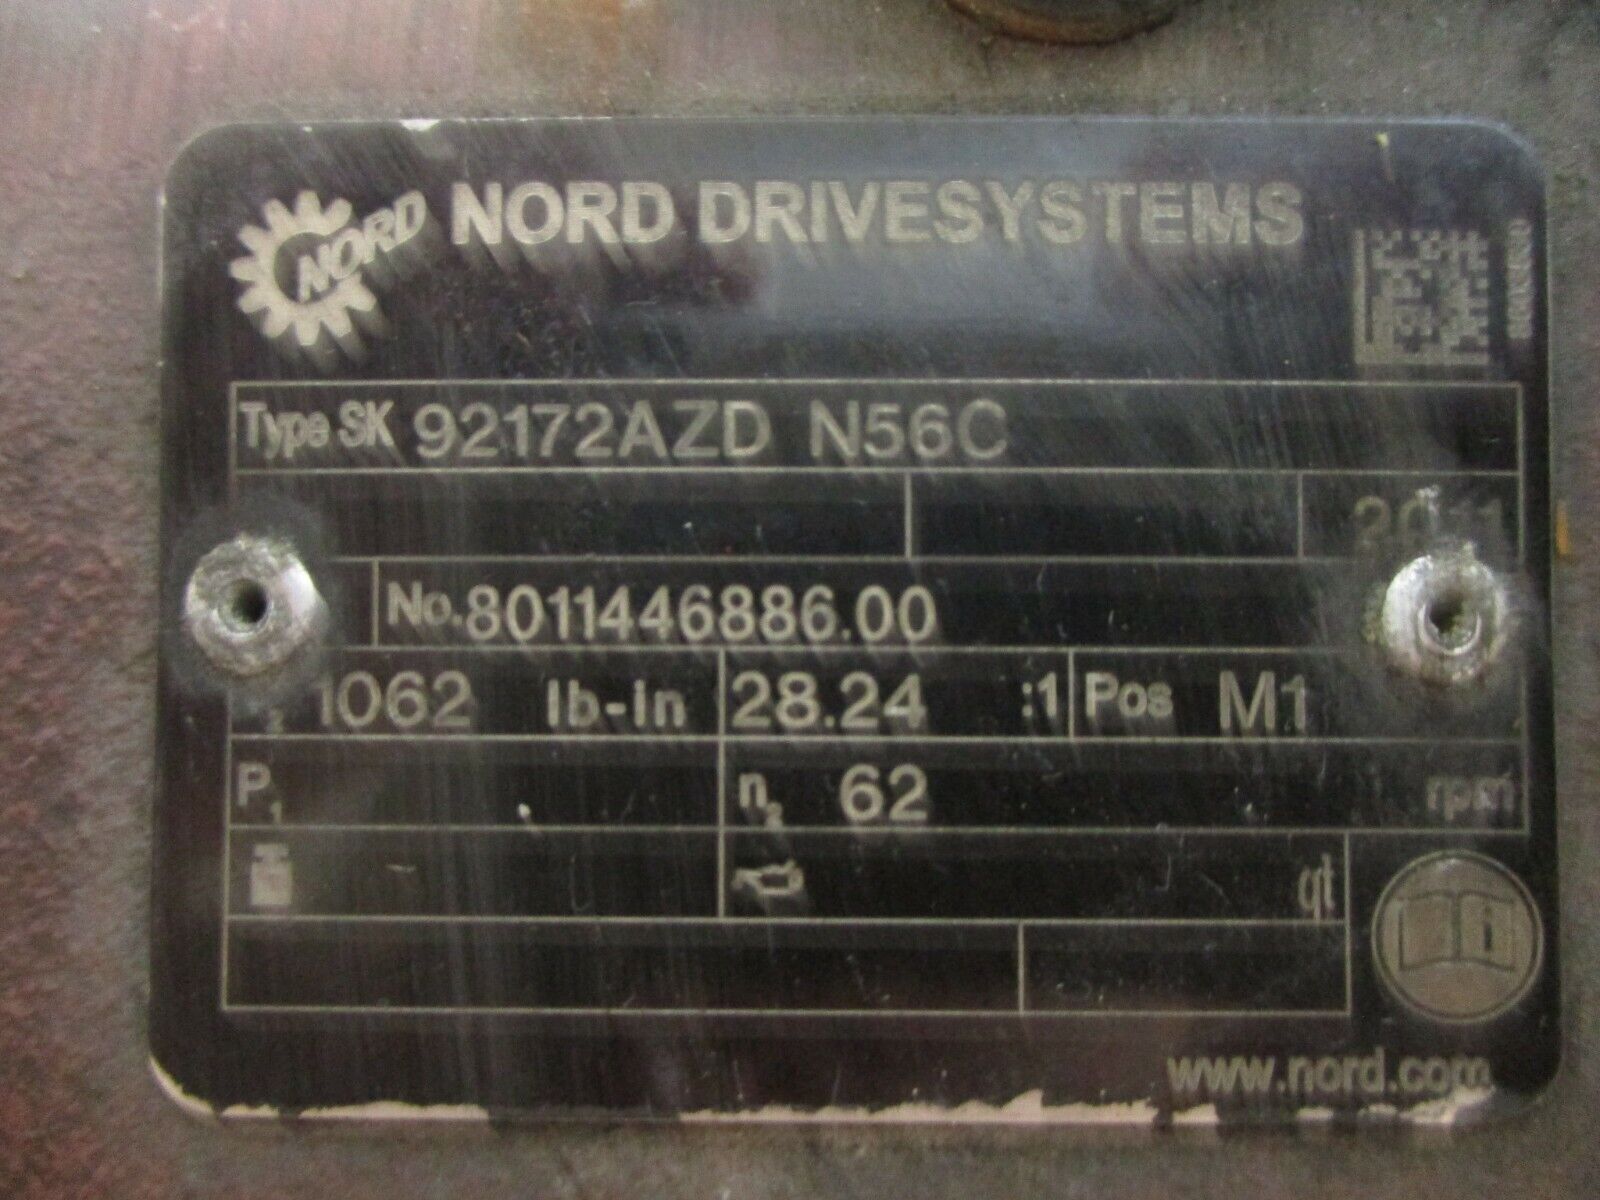 NORD NORD DRIVESYSTEMS
Type SK 92172AZD N56C
No. 8011446886.00
2 1062 lb-in 28.24 :1 Pos M1
P1 n2 62 rpm
qt
www.nord.com